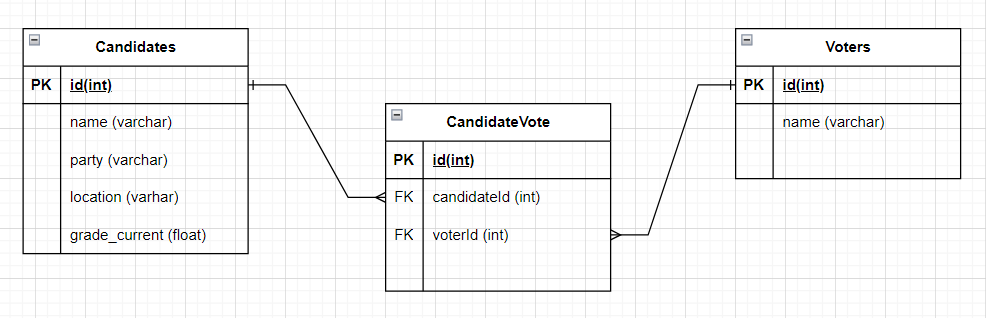 Candidates
PK id(int)
name (varchar)
party (varchar)
location (varhar)
grade_current (float)
CandidateVote
PK id(int)
FK candidateId (int)
FK voterId (int)
Voters
PK id(int)
name (varchar)